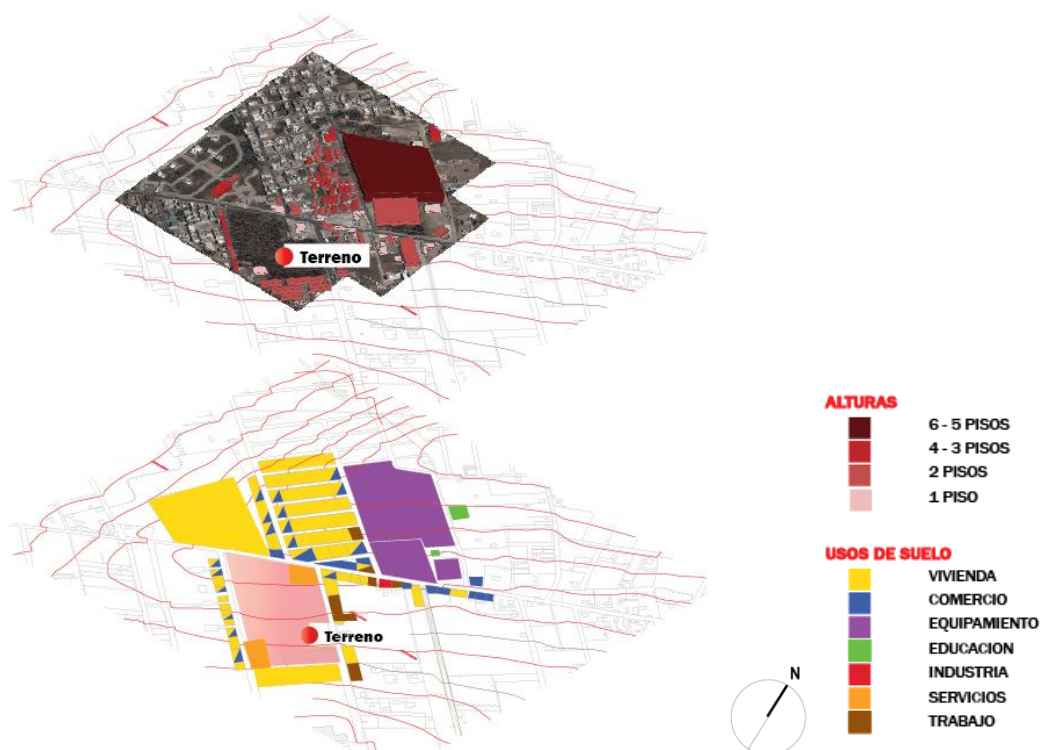 Terreno
ALTURAS
6 - 5 PISOS
4 - 3 PISOS
2 PISOS
1 PISO
USOS DE SUELO
VIVIENDA
COMERCIO
EQUIPAMIENTO
EDUCACION
INDUSTRIA
SERVICIOS
TRABAJO
Terreno
N